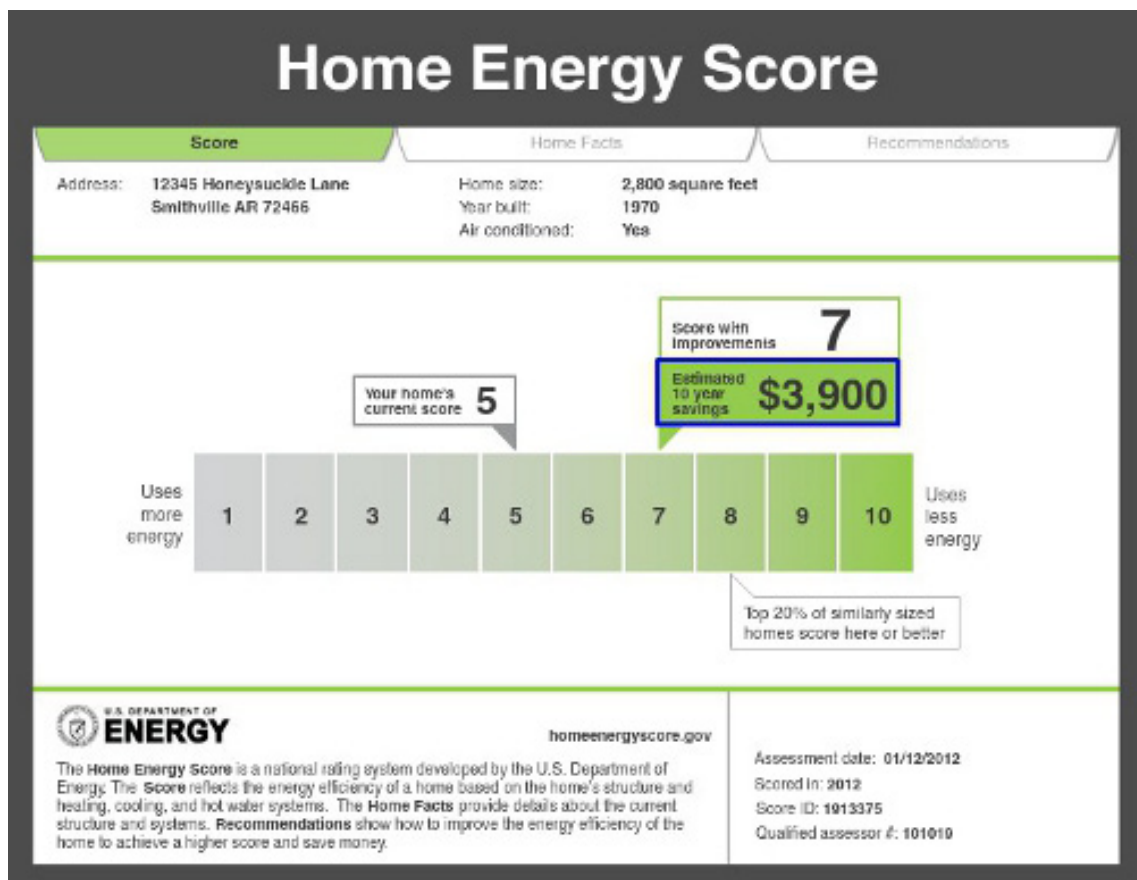 Home Energy Score
Score
Home Facts
Recommendations
Address: 12345 Honeysuckle Lane
Smithville AR 72466
Home size: 2,800 square feet
Year built: 1970
Air conditioned: Yes
Score with
improvements 7
Estimated
10 year
savings $3,900
Your home's
current score 5
Uses
more
energy
1 2 3 4 5 6 7 8 9 10
Uses
less
energy
Top 20% of similarly sized
homes score here or better
U.S. DEPARTMENT OF
ENERGY
homeenergyscore.gov
The Home Energy Score is a national rating system developed by the U.S. Department of
Energy. The Score reflects the energy efficiency of a home based on the home's structure and
heating, cooling, and hot water systems. The Home Facts provide details about the current
structure and systems. Recommendations show how to improve the energy efficiency of the
home to achieve a higher score and save money.
Assessment date: 01/12/2012
Scored in: 2012
Score ID: 1913375
Qualified assessor #: 101019